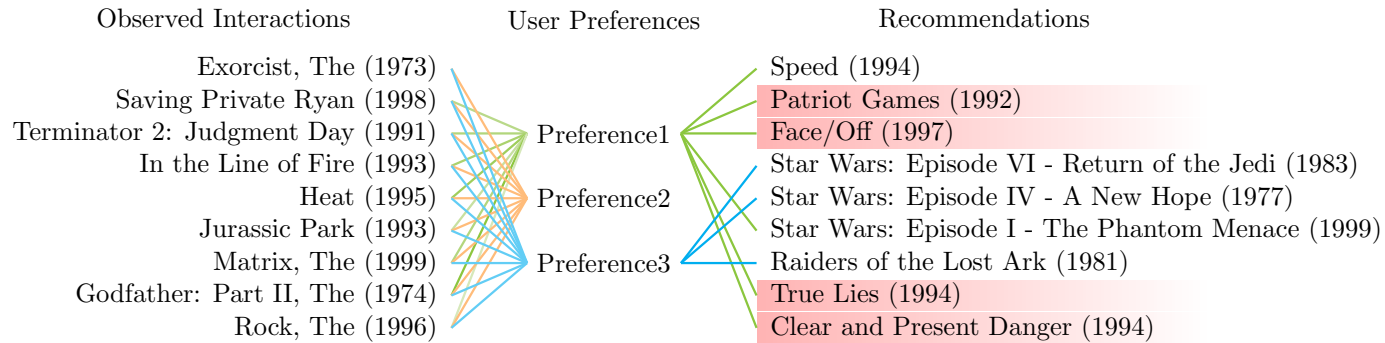 Observed Interactions
User Preferences
Recommendations
Exorcist, The (1973)
Saving Private Ryan (1998)
Terminator 2: Judgment Day (1991)
In the Line of Fire (1993)
Heat (1995)
Jurassic Park (1993)
Matrix, The (1999)
Godfather: Part II, The (1974)
Rock, The (1996)
Preference1
Preference2
Preference3
Speed (1994)
Patriot Games (1992)
Face/Off (1997)
Star Wars: Episode VI - Return of the Jedi (1983)
Star Wars: Episode IV - A New Hope (1977)
Star Wars: Episode I - The Phantom Menace (1999)
Raiders of the Lost Ark (1981)
True Lies (1994)
Clear and Present Danger (1994)